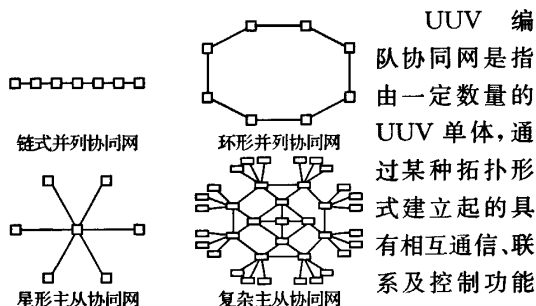 链式并列协同网
环形并列协同网
星形主从协同网
复杂主从协同网
UUV 编
队协同网是指
由一定数量的
UUV 单体，通
过某种拓扑形
式建立起的具
有相互通信、联
系及控制功能